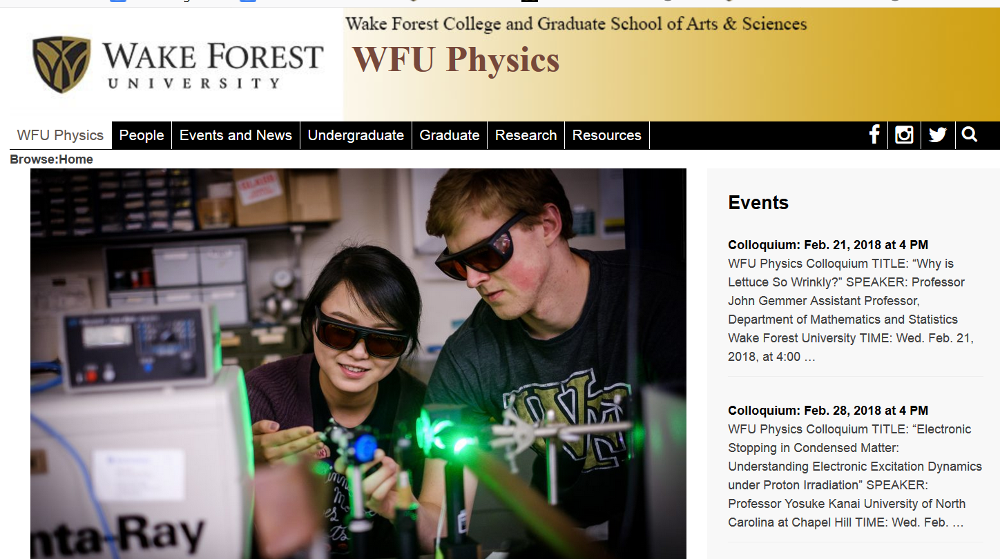 Wake Forest College and Graduate School of Arts & Sciences
WAKE FOREST
UNIVERSITY
WFU Physics
WFU Physics People Events and News Undergraduate Graduate Research Resources
Browse:Home
Events
Colloquium: Feb. 21, 2018 at 4 PM
WFU Physics Colloquium TITLE: “Why is
Lettuce So Wrinkly?” SPEAKER: Professor
John Gemmer Assistant Professor,
Department of Mathematics and Statistics
Wake Forest University TIME: Wed. Feb. 21,
2018, at 4:00 …
Colloquium: Feb. 28, 2018 at 4 PM
WFU Physics Colloquium TITLE: “Electronic
Stopping in Condensed Matter:
Understanding Electronic Excitation Dynamics
under Proton Irradiation” SPEAKER:
Professor Yosuke Kanai University of North
Carolina at Chapel Hill TIME: Wed. Feb. …
WF
nta-Ray